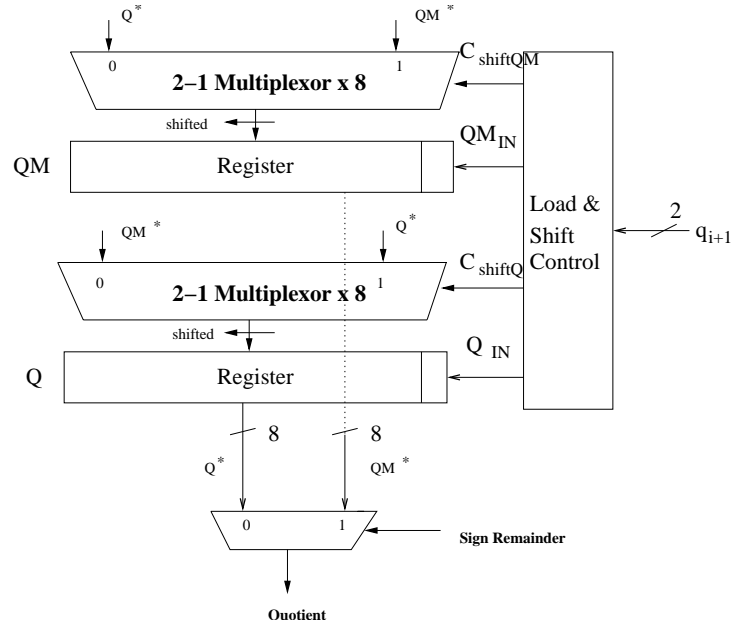 Q*
QM*
0
1
C shiftQM
2−1 Multiplexor x 8
shifted
QM
Register
QM IN
Load &
Shift
Control
2
q i+1
QM*
Q*
0
1
C shiftQ
2−1 Multiplexor x 8
shifted
Q
Register
Q IN
8
8
Q*
QM*
0
1
Sign Remainder
Quotient